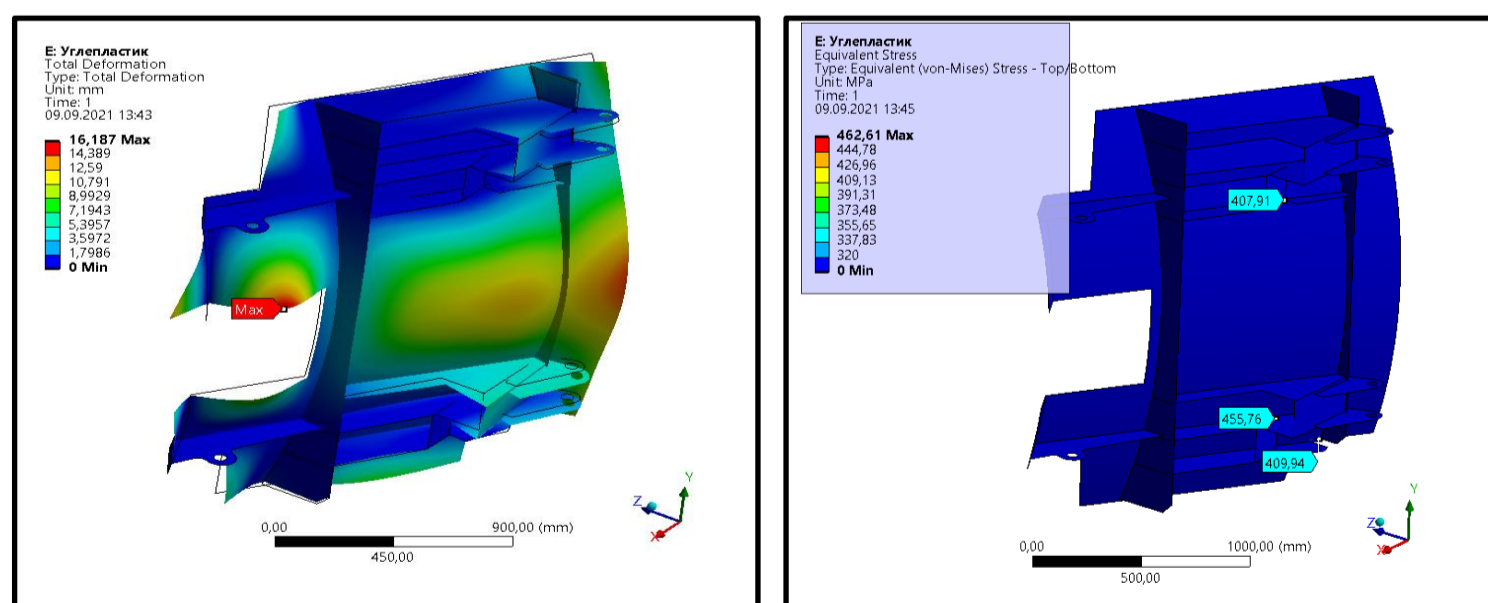 E: Углепластик
Total Deformation
Type: Total Deformation
Unit: mm
Time: 1
09.09.2021 13:43
16,187 Max
14,389
12,59
10,791
8,9929
7,1943
5,3957
3,5972
1,7986
0 Min
Max
Y
Z
X
0,00
900,00 (mm)
450,00
E: Углепластик
Equivalent Stress
Type: Equivalent (von-Mises) Stress - Top/Bottom
Unit: MPa
Time: 1
09.09.2021 13:45
462,61 Max
444,78
426,96
409,13
391,31
373,48
355,65
337,83
320
0 Min
407,91
455,76
409,94
Y
Z
X
0,00
1000,00 (mm)
500,00